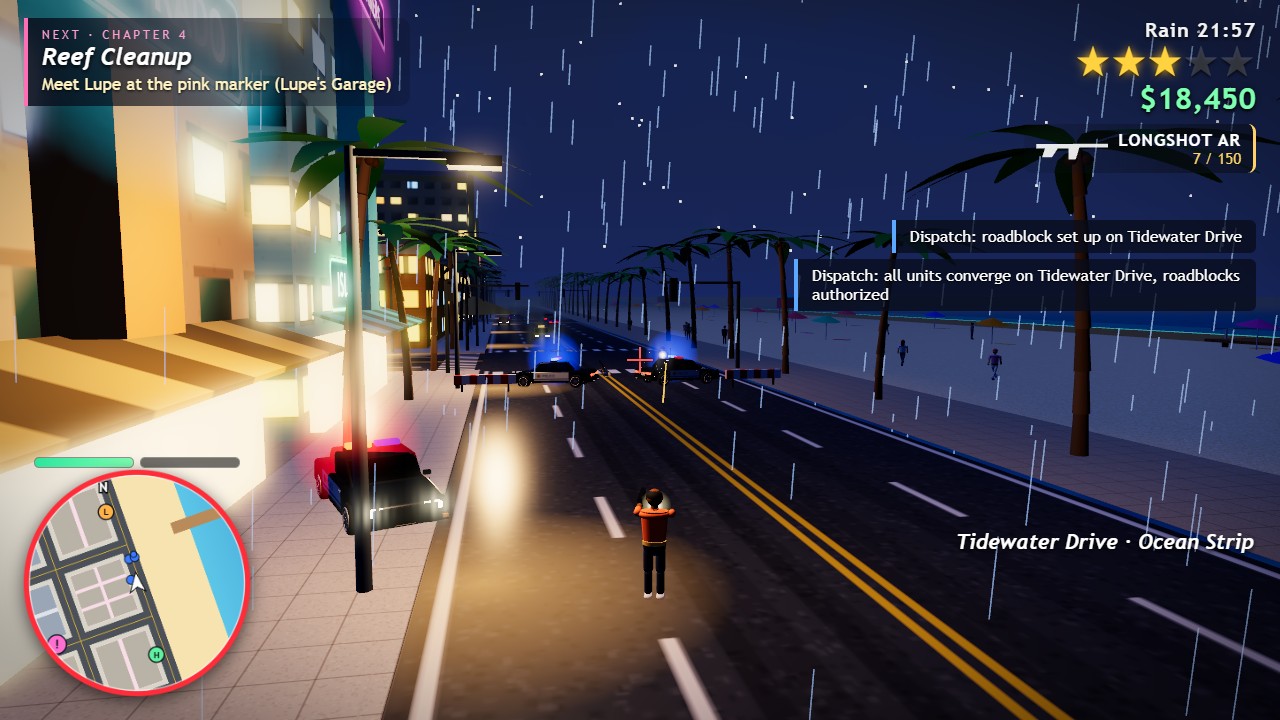 NEXT · CHAPTER 4
Reef Cleanup
Meet Lupe at the pink marker (Lupe's Garage)
Rain 21:57
$18,450
LONGSHOT AR
7 / 150
Dispatch: roadblock set up on Tidewater Drive
Dispatch: all units converge on Tidewater Drive, roadblocks
authorized
Tidewater Drive · Ocean Strip
N
L
!
H